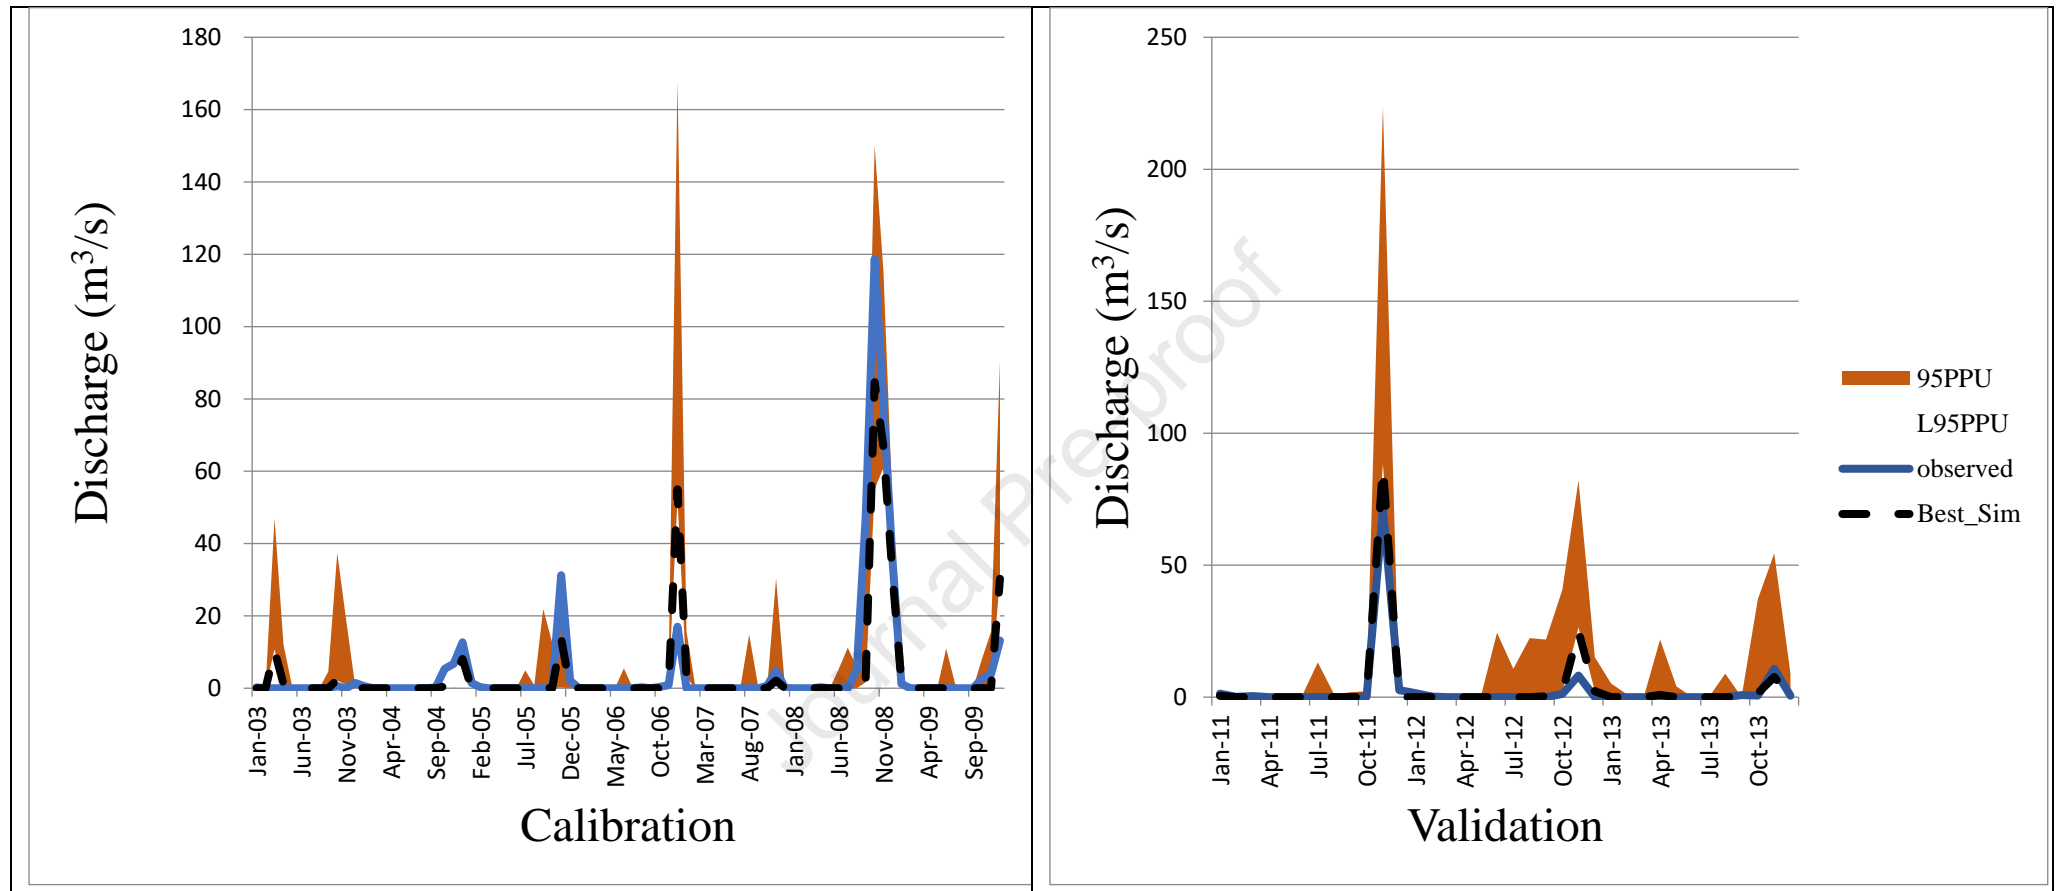 180
160
140
120
100
80
60
40
20
0
Discharge (m³/s)
Jan-03
Jun-03
Nov-03
Apr-04
Sep-04
Feb-05
Jul-05
Dec-05
May-06
Oct-06
Mar-07
Aug-07
Jan-08
Jun-08
Nov-08
Apr-09
Sep-09
Calibration
250
200
150
100
50
0
Discharge (m³/s)
Jan-11
Apr-11
Jul-11
Oct-11
Jan-12
Apr-12
Jul-12
Oct-12
Jan-13
Apr-13
Jul-13
Oct-13
Validation
95PPU
L95PPU
observed
Best_Sim
Journal Pre-proof